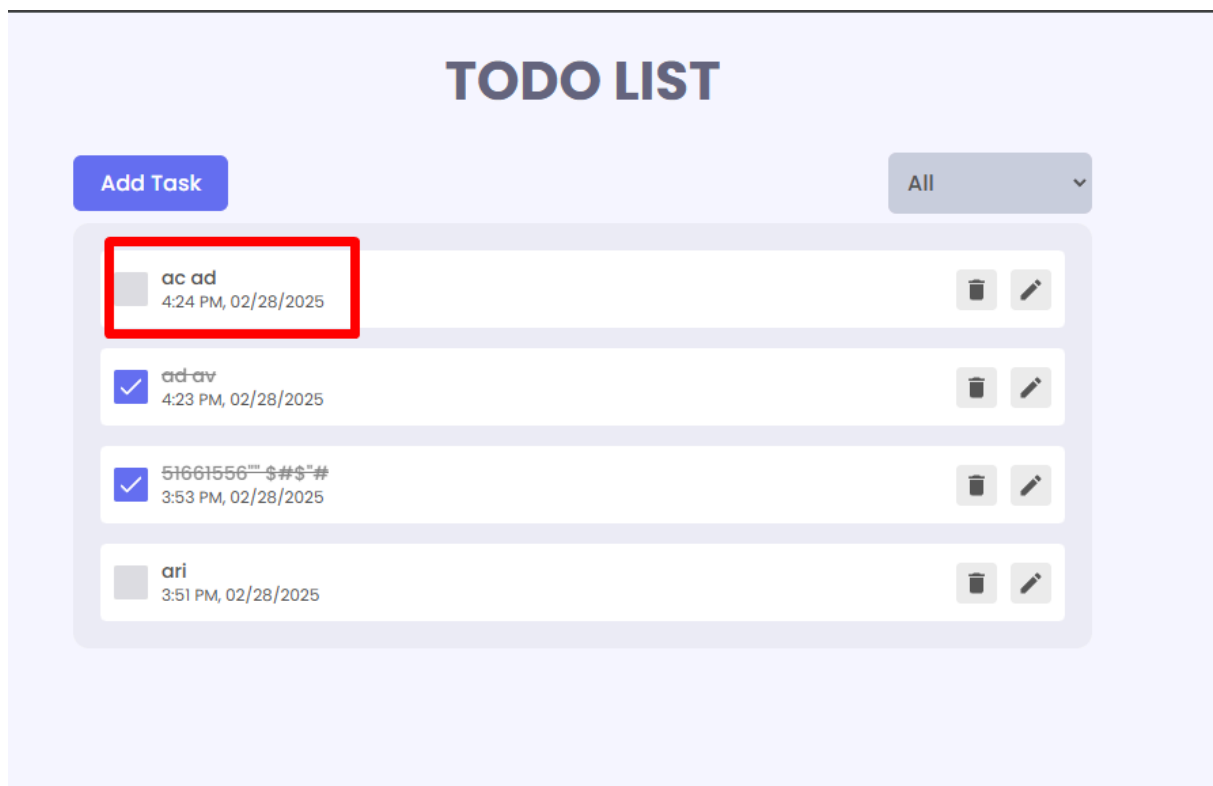 TODO LIST
Add Task
All
ac ad
4:24 PM, 02/28/2025
ad av
4:23 PM, 02/28/2025
51661556"" $#$"#
3:53 PM, 02/28/2025
ari
3:51 PM, 02/28/2025